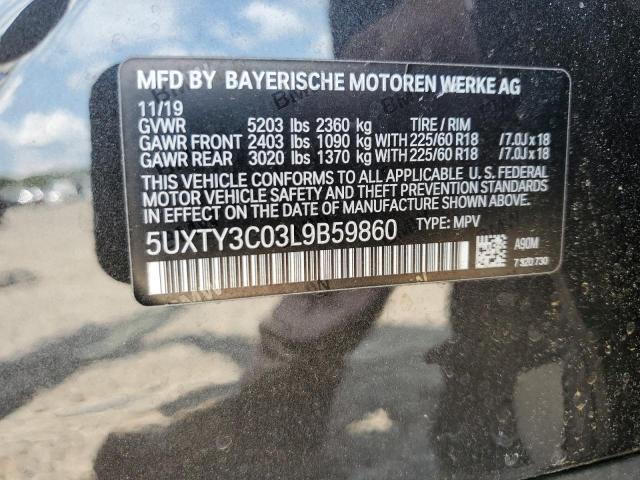 MFD BY BAYERISCHE MOTOREN WERKE AG
11/19
GVWR 5203 lbs 2360 kg TIRE / RIM
GAWR FRONT 2403 lbs 1090 kg WITH 225/60 R18 /7.0J x 18
GAWR REAR 3020 lbs 1370 kg WITH 225/60 R18 /7.0J x 18
THIS VEHICLE CONFORMS TO ALL APPLICABLE U. S. FEDERAL
MOTOR VEHICLE SAFETY AND THEFT PREVENTION STANDARDS
IN EFFECT ON THE DATE OF MANUFACTURE SHOWN ABOVE.
5UXTY3C03L9B59860 TYPE: MPV
A90M
7320730